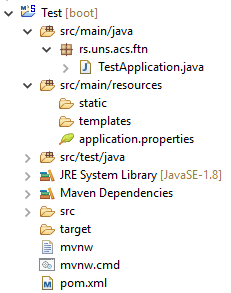 Test [boot]
src/main/java
rs.uns.acs.ftn
TestApplication.java
src/main/resources
static
templates
application.properties
src/test/java
JRE System Library [JavaSE-1.8]
Maven Dependencies
src
target
mvnw
mvnw.cmd
pom.xml